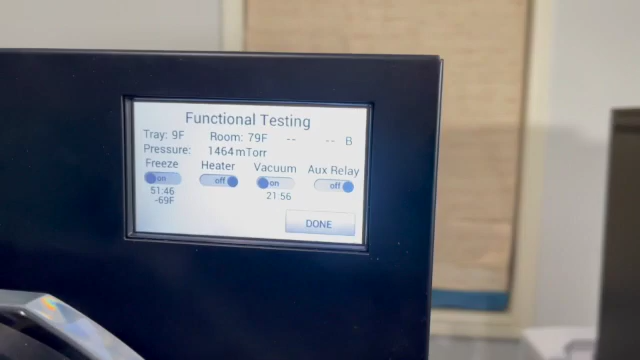 Functional Testing
Tray: 9F Room: 79F -- -- B
Pressure: 1464 mTorr
Freeze Heater Vacuum Aux Relay
on off on off
51:46 21:56
-69F
DONE